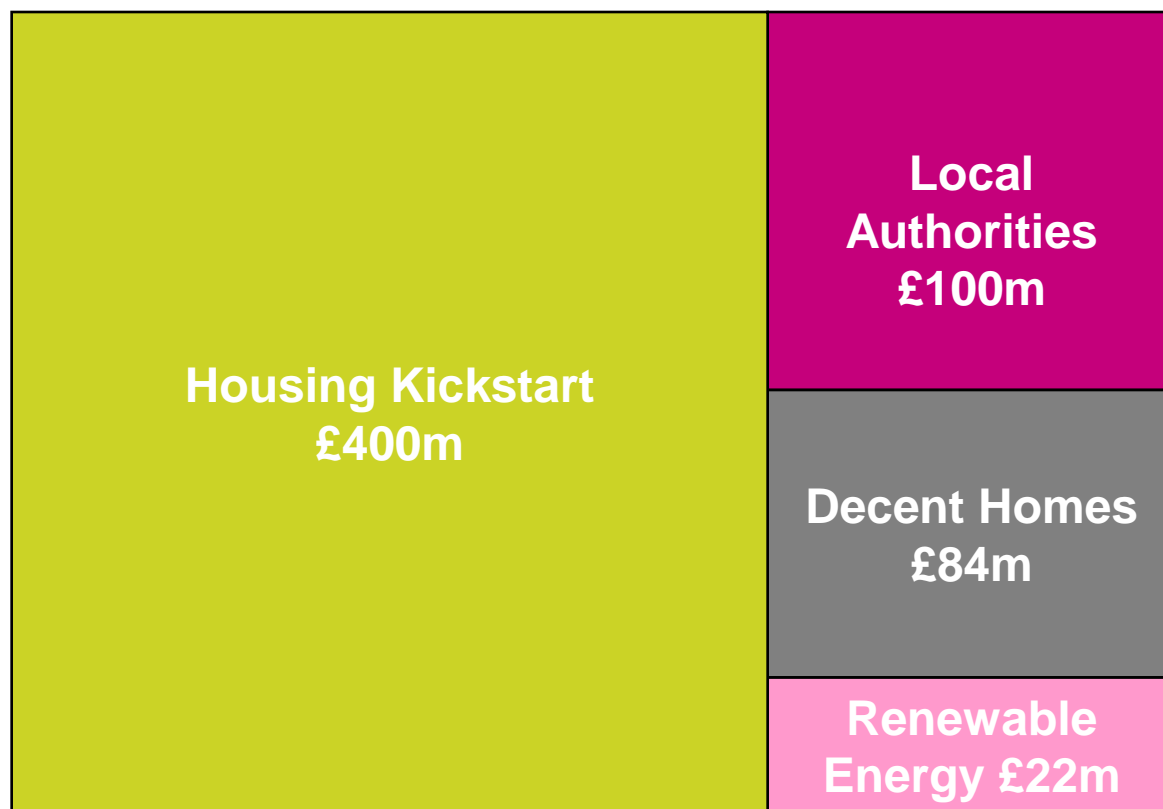 Housing Kickstart
£400m
Local
Authorities
£100m
Decent Homes
£84m
Renewable
Energy £22m